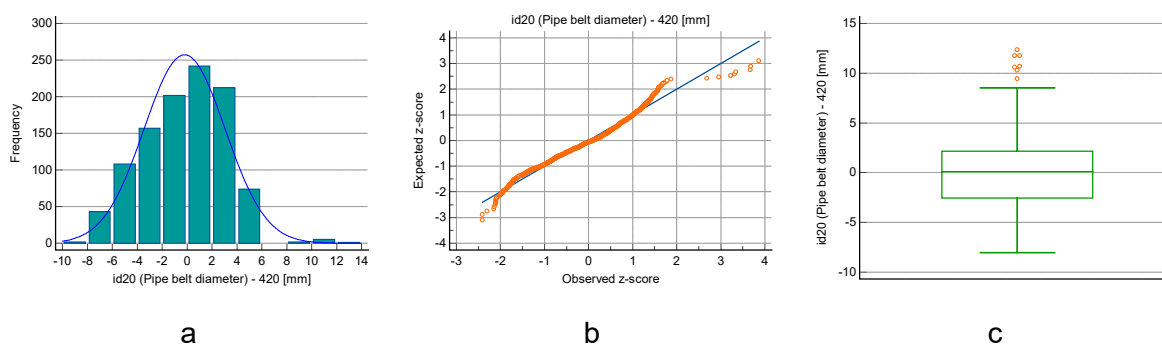 300
250
200
150
100
50
0
Frequency
-10 -8 -6 -4 -2 0 2 4 6 8 10 12 14
id20 (Pipe belt diameter) - 420 [mm]
a
id20 (Pipe belt diameter) - 420 [mm]
4
3
2
1
0
-1
-2
-3
-4
Expected z-score
-3 -2 -1 0 1 2 3 4
Observed z-score
b
15
10
5
0
-5
-10
id20 (Pipe belt diameter) - 420 [mm]
c